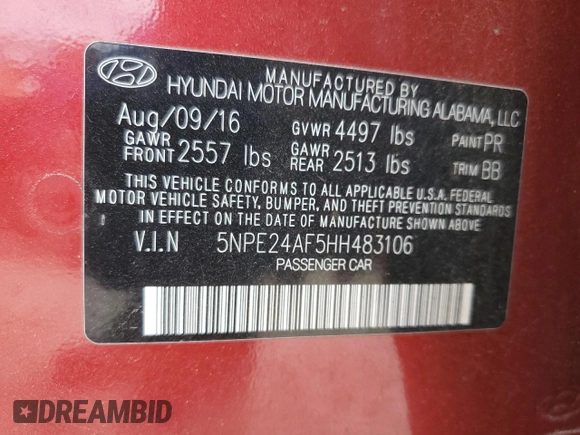 MANUFACTURED BY
HYUNDAI MOTOR MANUFACTURING ALABAMA, LLC
Aug/09/16 GVWR 4497 lbs PAINT PR
GAWR FRONT 2557 lbs GAWR REAR 2513 lbs TRIM BB
THIS VEHICLE CONFORMS TO ALL APPLICABLE U.S.A. FEDERAL
MOTOR VEHICLE SAFETY, BUMPER, AND THEFT PREVENTION STANDARDS
IN EFFECT ON THE DATE OF MANUFACTURE SHOWN ABOVE.
V.I.N 5NPE24AF5HH483106
PASSENGER CAR
DREAMBID